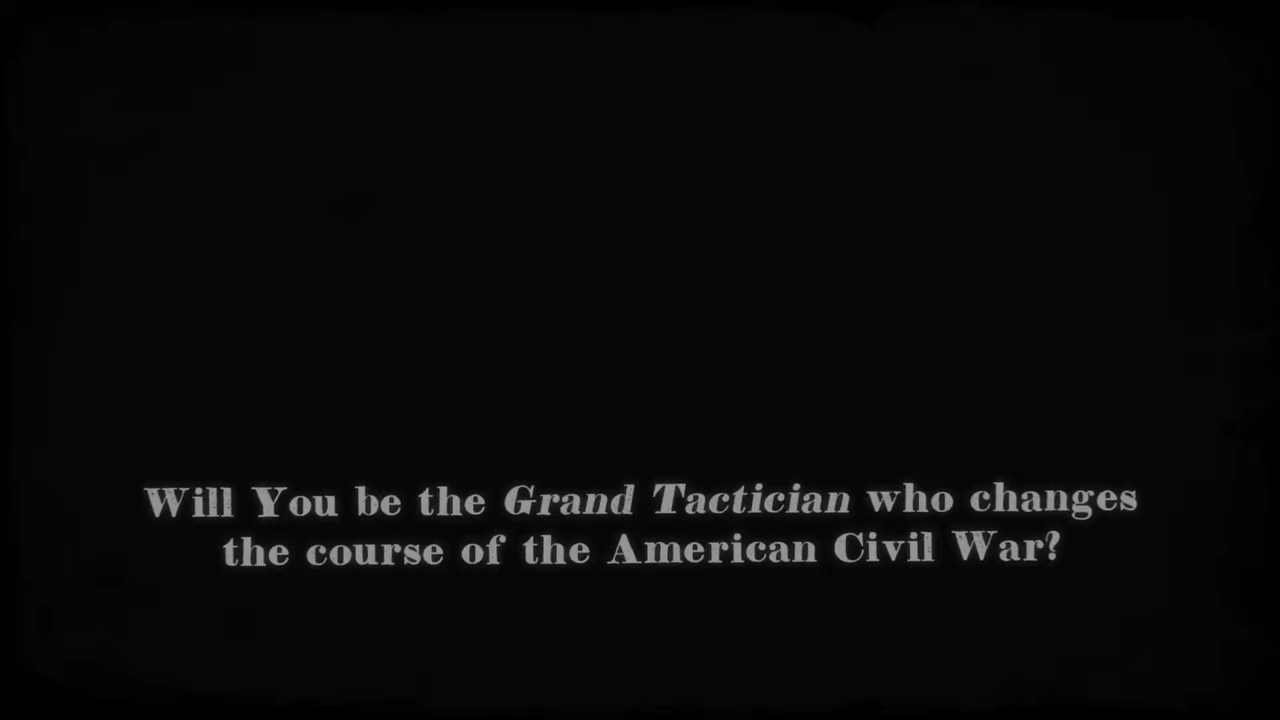 Will You be the Grand Tactician who changes
the course of the American Civil War?